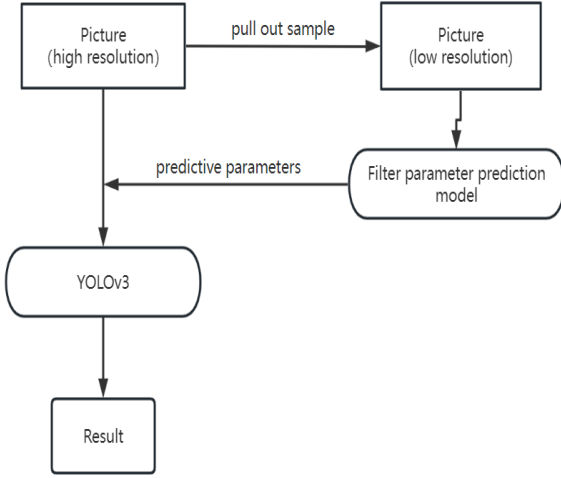 Picture
(high resolution)
pull out sample
Picture
(low resolution)
predictive parameters
Filter parameter prediction
model
YOLOv3
Result